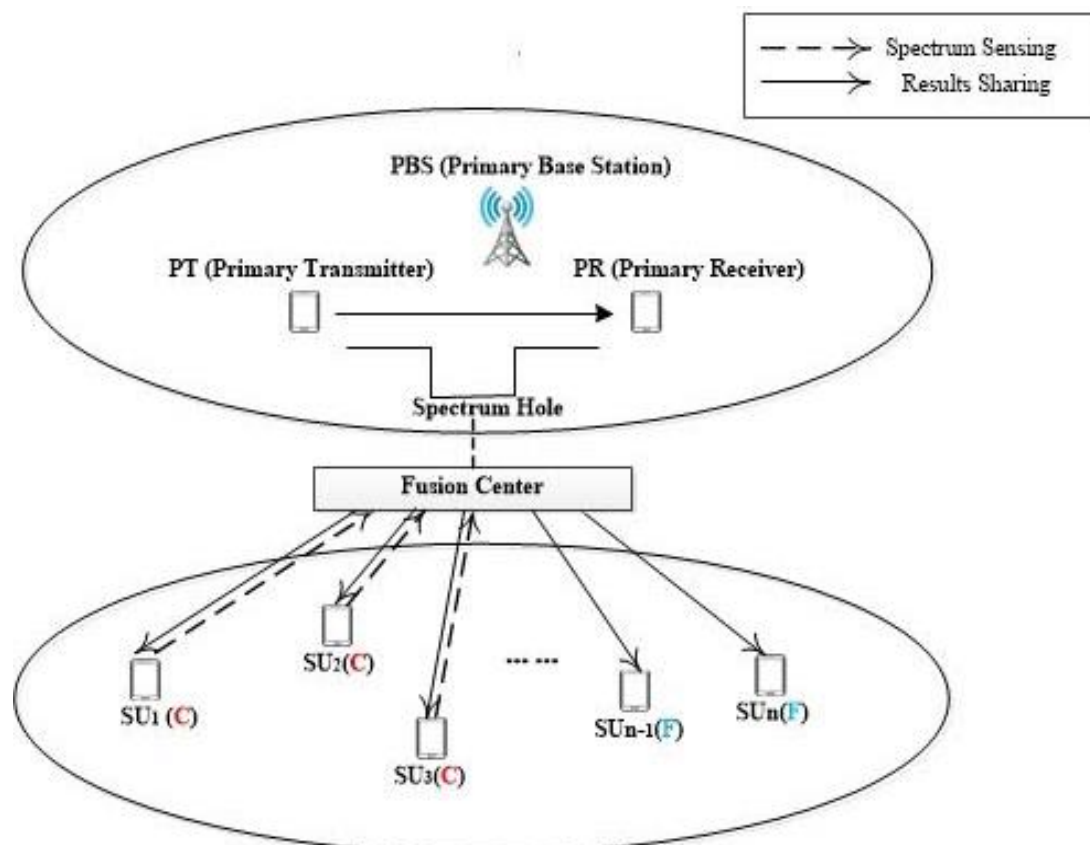 Spectrum Sensing
Results Sharing
PBS (Primary Base Station)
PT (Primary Transmitter)
PR (Primary Receiver)
Spectrum Hole
Fusion Center
SU2(C)
SU1 (C)
SU3(C)
... ...
SUn-1(F)
SUn(F)